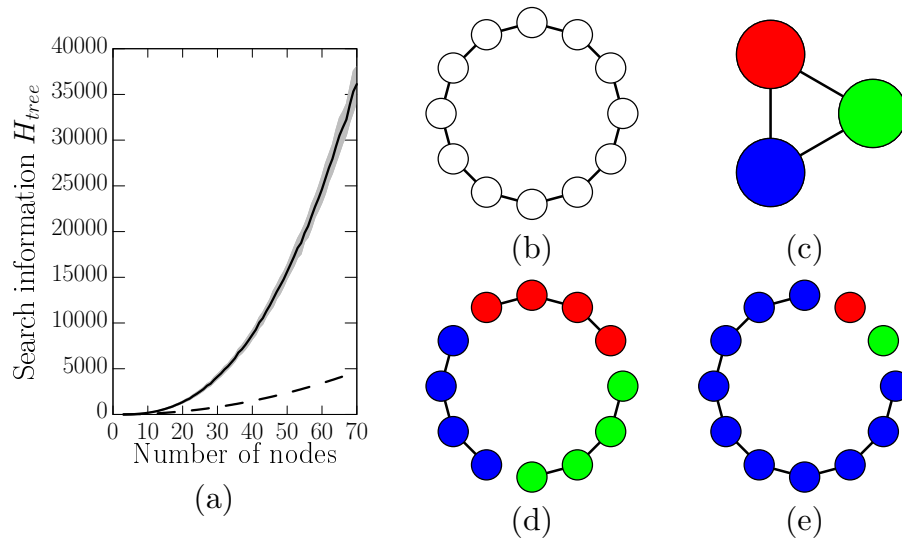 40000
35000
30000
25000
20000
15000
10000
5000
0
Search information H_tree
0 10 20 30 40 50 60 70
Number of nodes
(a)
(b)
(c)
(d)
(e)